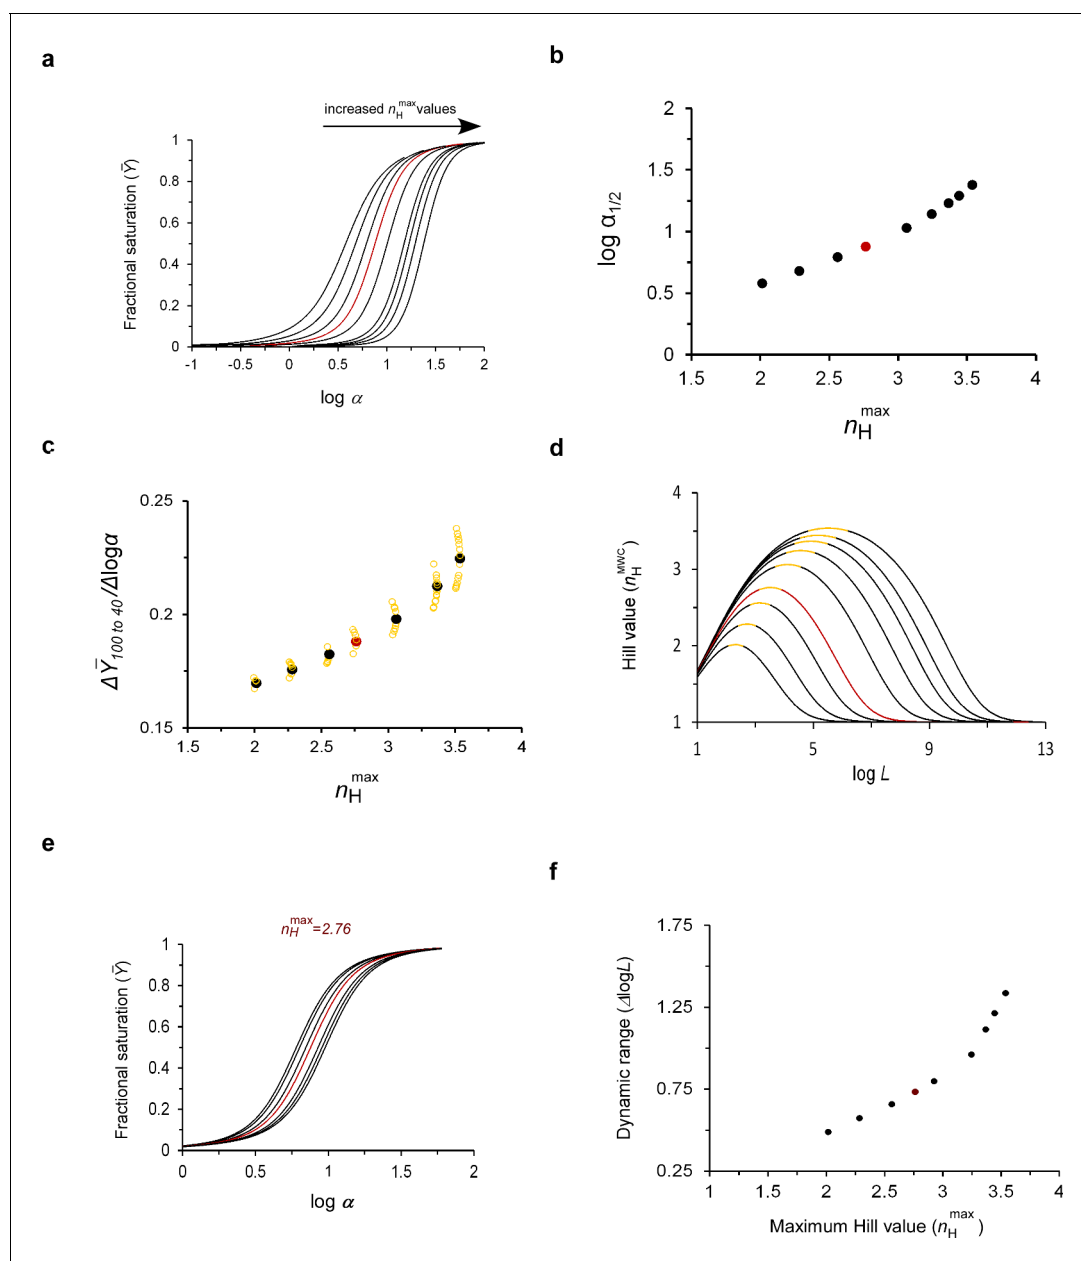 a
increased n_H^max values
Fractional saturation (Ȳ)
1
0.8
0.6
0.4
0.2
0
-1 -0.5 0 0.5 1 1.5 2
log α
b
log α1/2
2
1.5
1
0.5
0
1.5 2 2.5 3 3.5 4
n_H^max
c
ΔȲ100 to 40/Δlogα
0.25
0.2
0.15
1.5 2 2.5 3 3.5 4
n_H^max
d
Hill value (n_H^MWC)
4
3
2
1
1 5 9 13
log L
e
n_H^max=2.76
Fractional saturation (Ȳ)
1
0.8
0.6
0.4
0.2
0
0 0.5 1 1.5 2
log α
f
Dynamic range (ΔlogL)
1.75
1.25
0.75
0.25
1 1.5 2 2.5 3 3.5 4
Maximum Hill value (n_H^max)